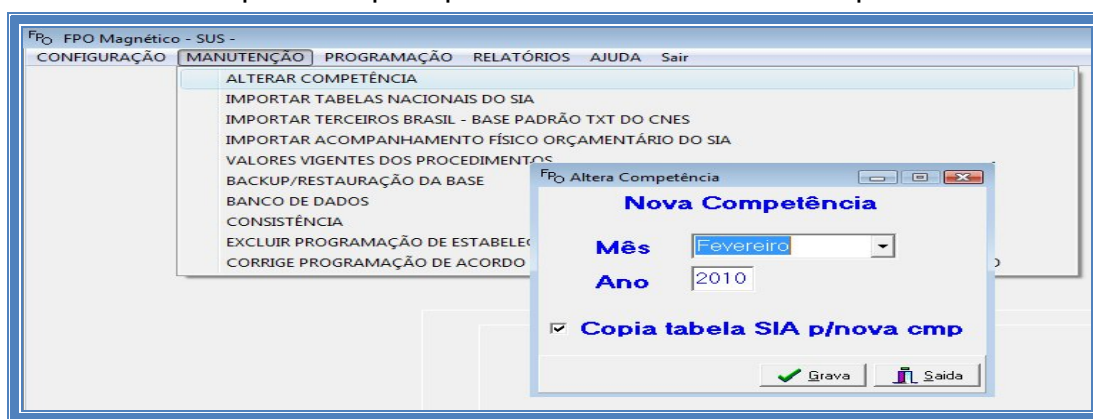 FPO FPO Magnético - SUS -
CONFIGURAÇÃO MANUTENÇÃO PROGRAMAÇÃO RELATÓRIOS AJUDA Sair
ALTERAR COMPETÊNCIA
IMPORTAR TABELAS NACIONAIS DO SIA
IMPORTAR TERCEIROS BRASIL - BASE PADRÃO TXT DO CNES
IMPORTAR ACOMPANHAMENTO FÍSICO ORÇAMENTÁRIO DO SIA
VALORES VIGENTES DOS PROCEDIMENTOS
BACKUP/RESTAURAÇÃO DA BASE
BANCO DE DADOS
CONSISTÊNCIA
EXCLUIR PROGRAMAÇÃO DE
CORRIGE PROGRAMAÇÃO DE ACORDO
FPO Altera Competência
Nova Competência
Mês Fevereiro
Ano 2010
Copia tabela SIA p/nova cmp
Grava Saida